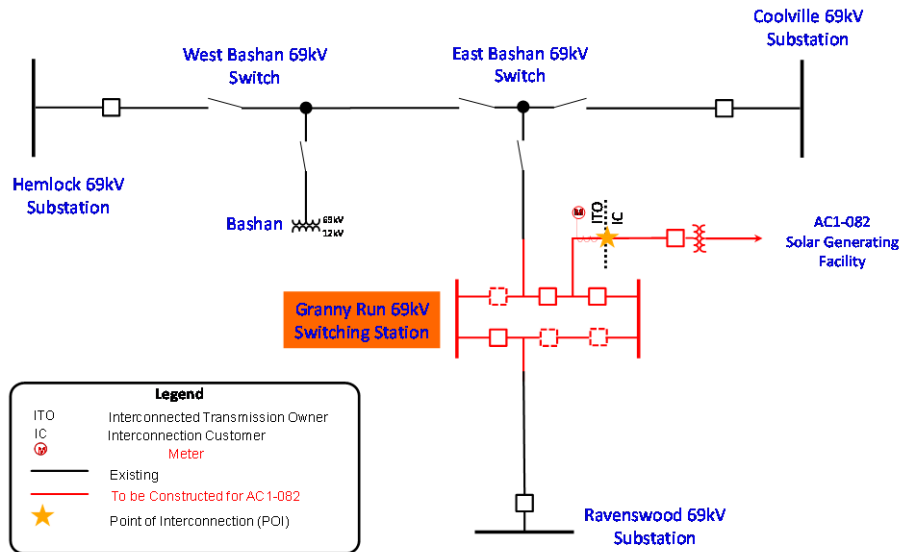 Coolville 69kV
Substation
West Bashan 69kV
Switch
East Bashan 69kV
Switch
Hemlock 69kV
Substation
Bashan
69kV
12kV
M
ITO
IC
AC1-082
Solar Generating
Facility
Granny Run 69kV
Switching Station
Legend
ITO Interconnected Transmission Owner
IC Interconnection Customer
M Meter
Existing
To be Constructed for AC1-082
Point of Interconnection (POI)
Ravenswood 69kV
Substation